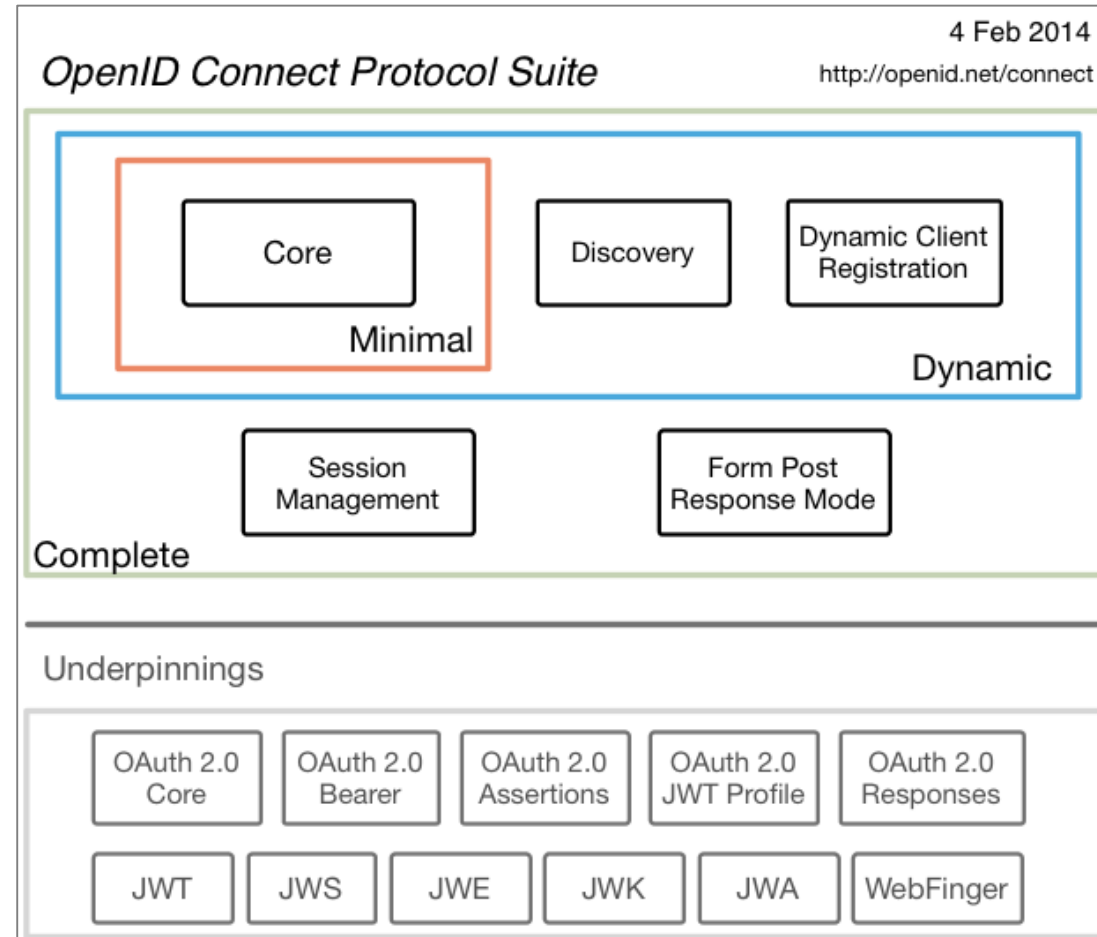 4 Feb 2014
OpenID Connect Protocol Suite
http://openid.net/connect
Core
Discovery
Dynamic Client
Registration
Minimal
Dynamic
Session
Management
Form Post
Response Mode
Complete
Underpinnings
OAuth 2.0
Core
OAuth 2.0
Bearer
OAuth 2.0
Assertions
OAuth 2.0
JWT Profile
OAuth 2.0
Responses
JWT
JWS
JWE
JWK
JWA
WebFinger